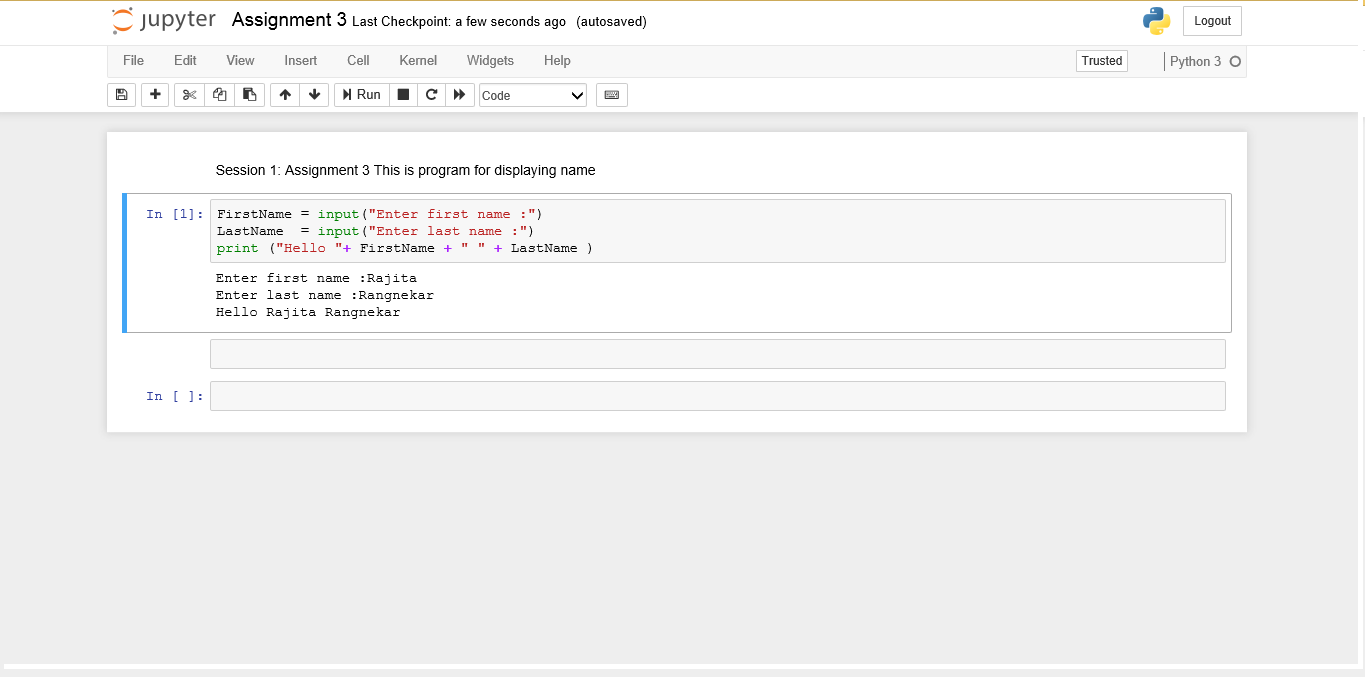 jupyter Assignment 3 Last Checkpoint: a few seconds ago (autosaved) Logout
File Edit View Insert Cell Kernel Widgets Help Trusted Python 3
Run Code
Session 1: Assignment 3 This is program for displaying name
In [1]: FirstName = input("Enter first name :")
LastName  = input("Enter last name :")
print ("Hello "+ FirstName + " " + LastName )
Enter first name :Rajita
Enter last name :Rangnekar
Hello Rajita Rangnekar
In [ ]: